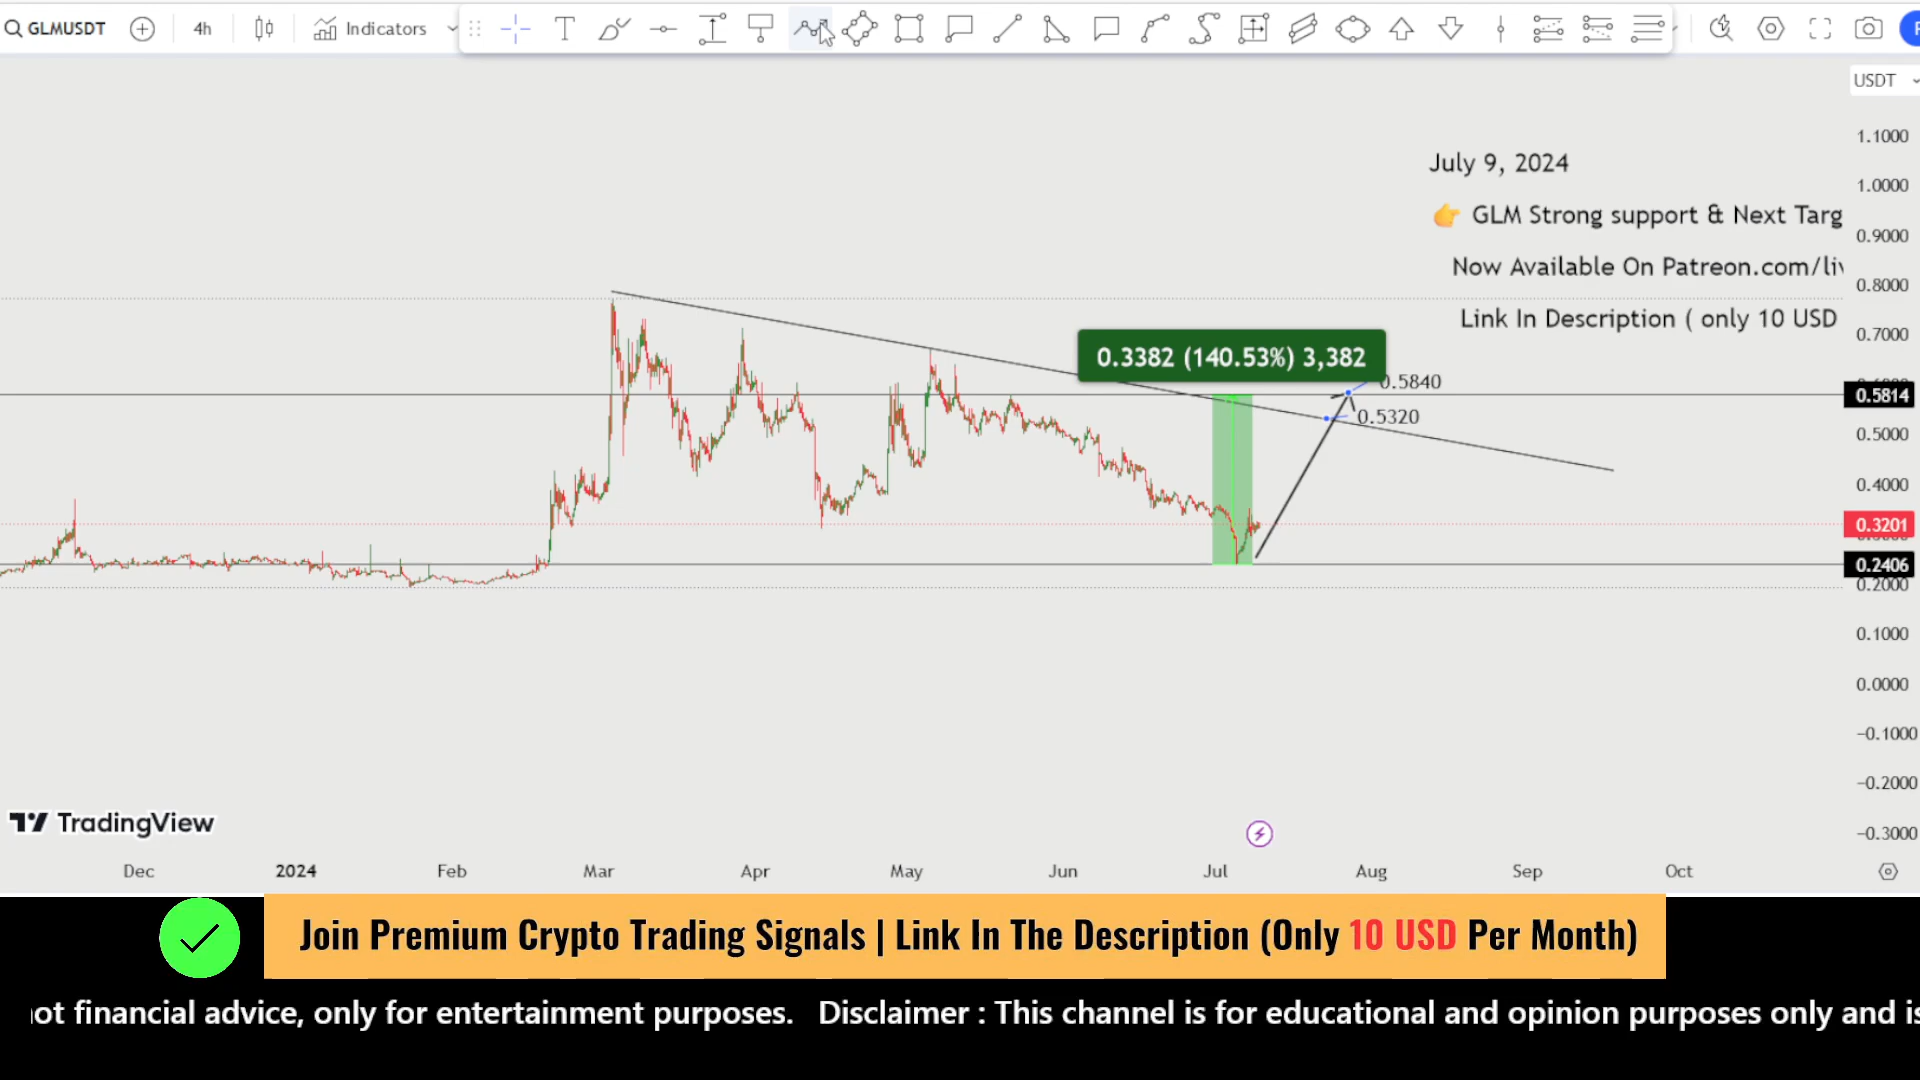 GLMUSDT
4h
Indicators
USDT
1.1000
July 9, 2024
1.0000
👉 GLM Strong support & Next Targ
0.9000
Now Available On Patreon.com/liv
0.8000
Link In Description ( only 10 USD
0.7000
0.3382 (140.53%) 3,382
0.5840
0.5814
0.5320
0.5000
0.4000
0.3201
0.2406
0.2000
0.1000
0.0000
−0.1000
−0.2000
−0.3000
TradingView
Dec 2024 Feb Mar Apr May Jun Jul Aug Sep Oct
Join Premium Crypto Trading Signals | Link In The Description (Only 10 USD Per Month)
not financial advice, only for entertainment purposes. Disclaimer : This channel is for educational and opinion purposes only and is